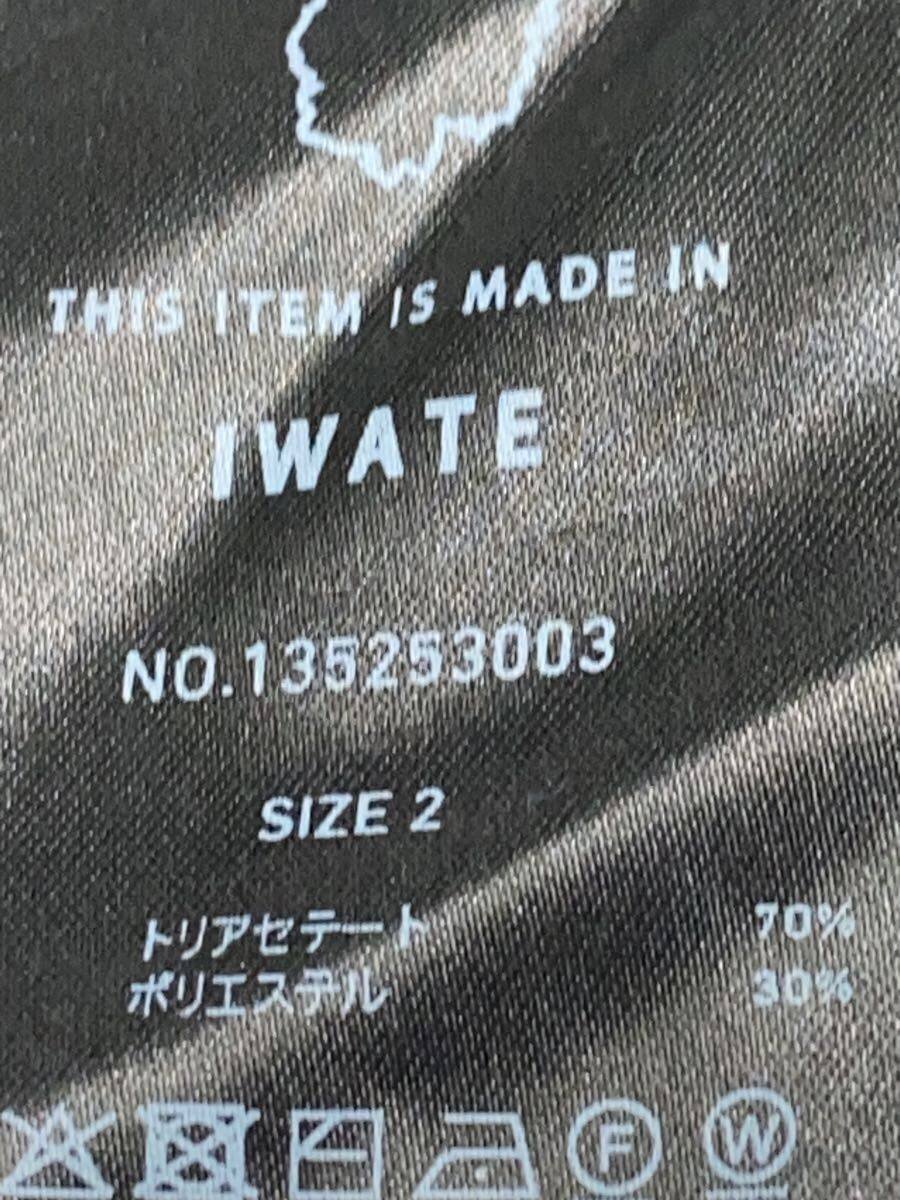 THIS ITEM IS MADE IN
IWATE
NO.135253003
SIZE 2
トリアセテート 70%
ポリエステル 30%
F W